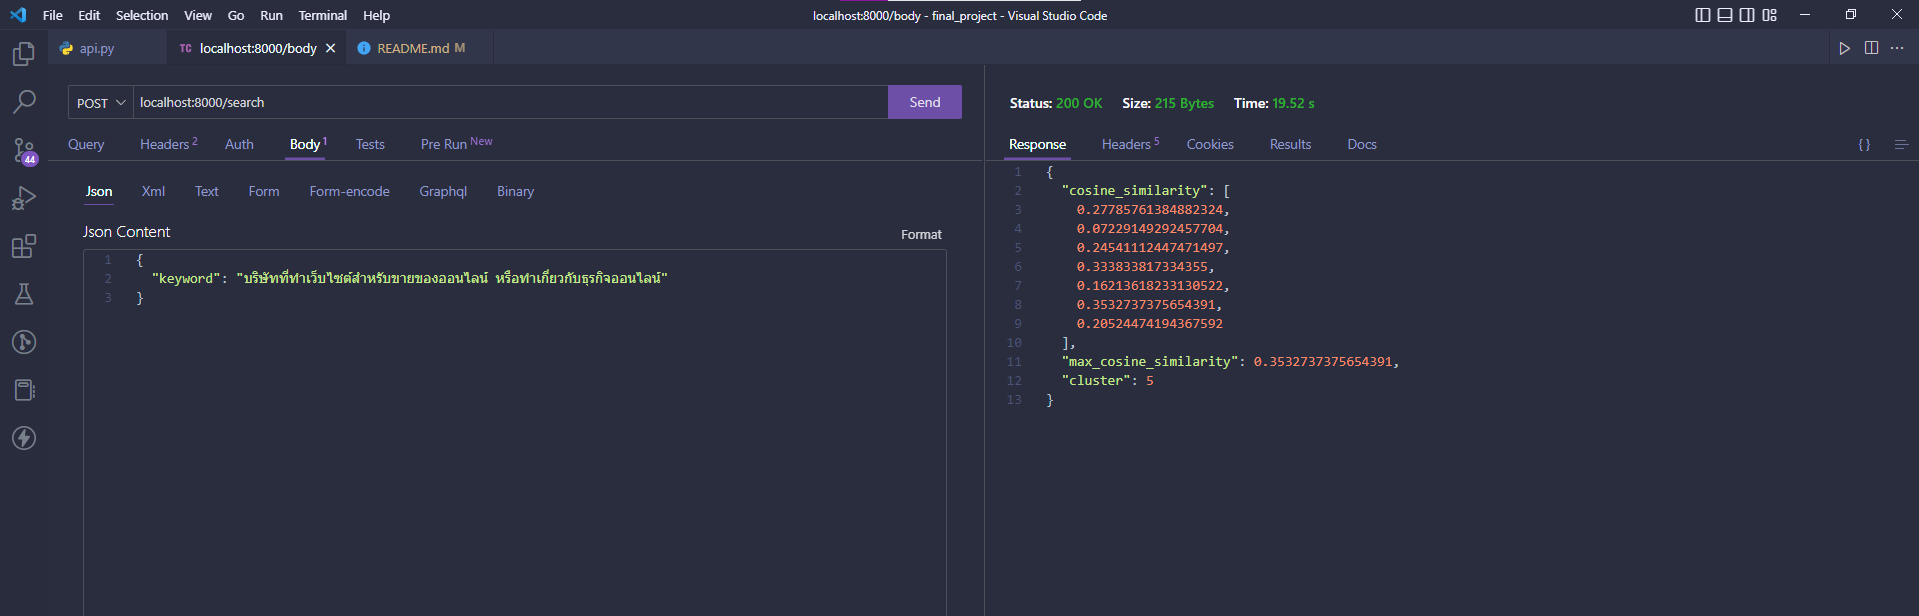 File Edit Selection View Go Run Terminal Help
localhost:8000/body - final_project - Visual Studio Code
api.py
TC localhost:8000/body
README.md M
44
POST localhost:8000/search Send
Query Headers 2 Auth Body 1 Tests Pre Run New
Json Xml Text Form Form-encode Graphql Binary
Json Content
Format
1 {
2 "keyword": "บริษัทที่ทำเว็บไซต์สำหรับขายของออนไลน์ หรือทำเกี่ยวกับธุรกิจออนไลน์"
3 }
Status: 200 OK Size: 215 Bytes Time: 19.52 s
Response Headers 5 Cookies Results Docs {}
1 {
2 "cosine_similarity": [
3 0.27785761384882324,
4 0.07229149292457704,
5 0.24541112447471497,
6 0.333833817334355,
7 0.16213618233130522,
8 0.3532737375654391,
9 0.20524474194367592
10 ],
11 "max_cosine_similarity": 0.3532737375654391,
12 "cluster": 5
13 }